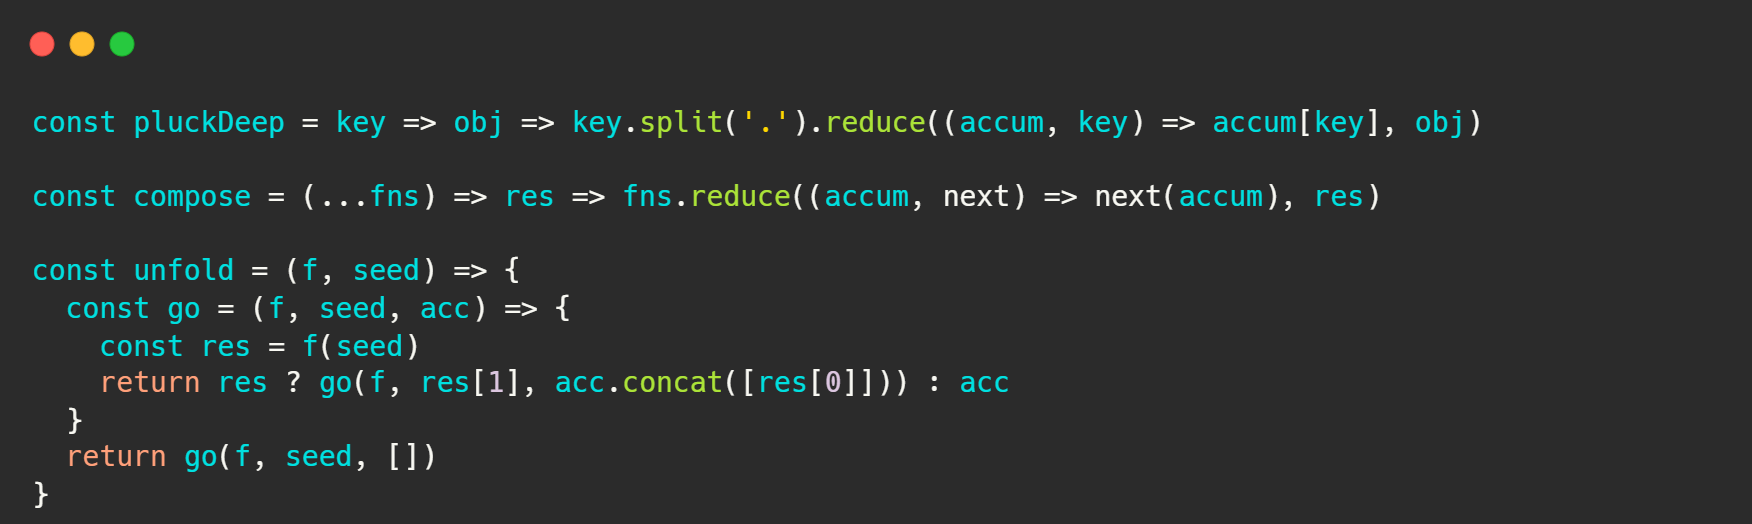 const pluckDeep = key => obj => key.split('.').reduce((accum, key) => accum[key], obj)
const compose = (...fns) => res => fns.reduce((accum, next) => next(accum), res)
const unfold = (f, seed) => {
  const go = (f, seed, acc) => {
    const res = f(seed)
    return res ? go(f, res[1], acc.concat([res[0]])) : acc
  }
  return go(f, seed, [])
}